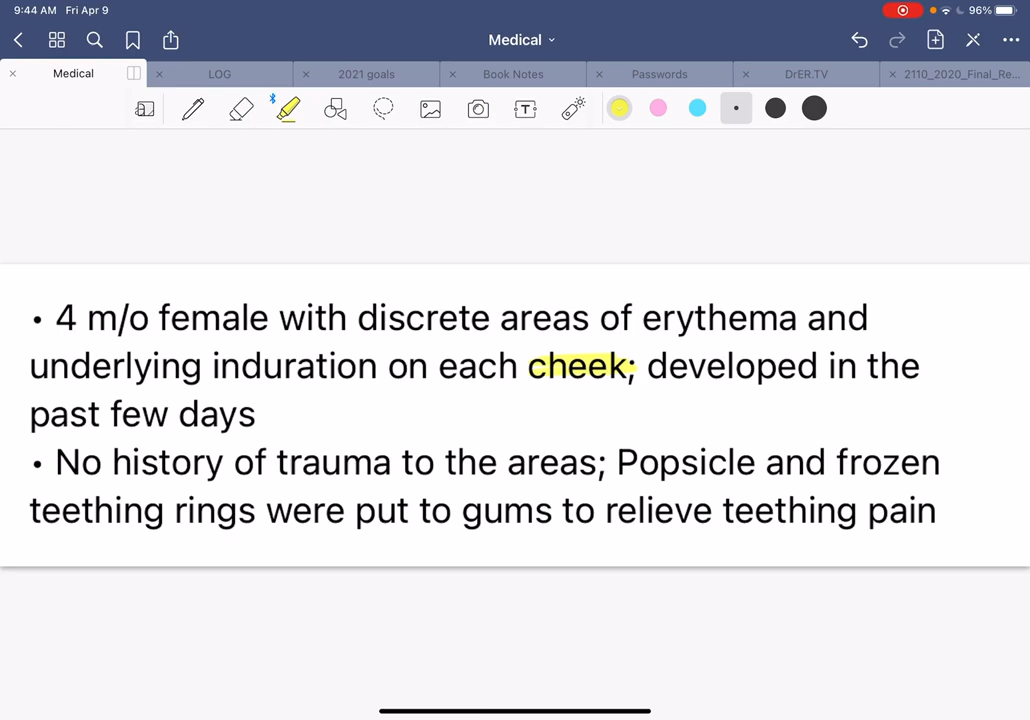 9:44 AM Fri Apr 9 96%
Medical
Medical LOG 2021 goals Book Notes Passwords DrER.TV 2110_2020_Final_Re...
T
• 4 m/o female with discrete areas of erythema and
underlying induration on each cheek; developed in the
past few days
• No history of trauma to the areas; Popsicle and frozen
teething rings were put to gums to relieve teething pain